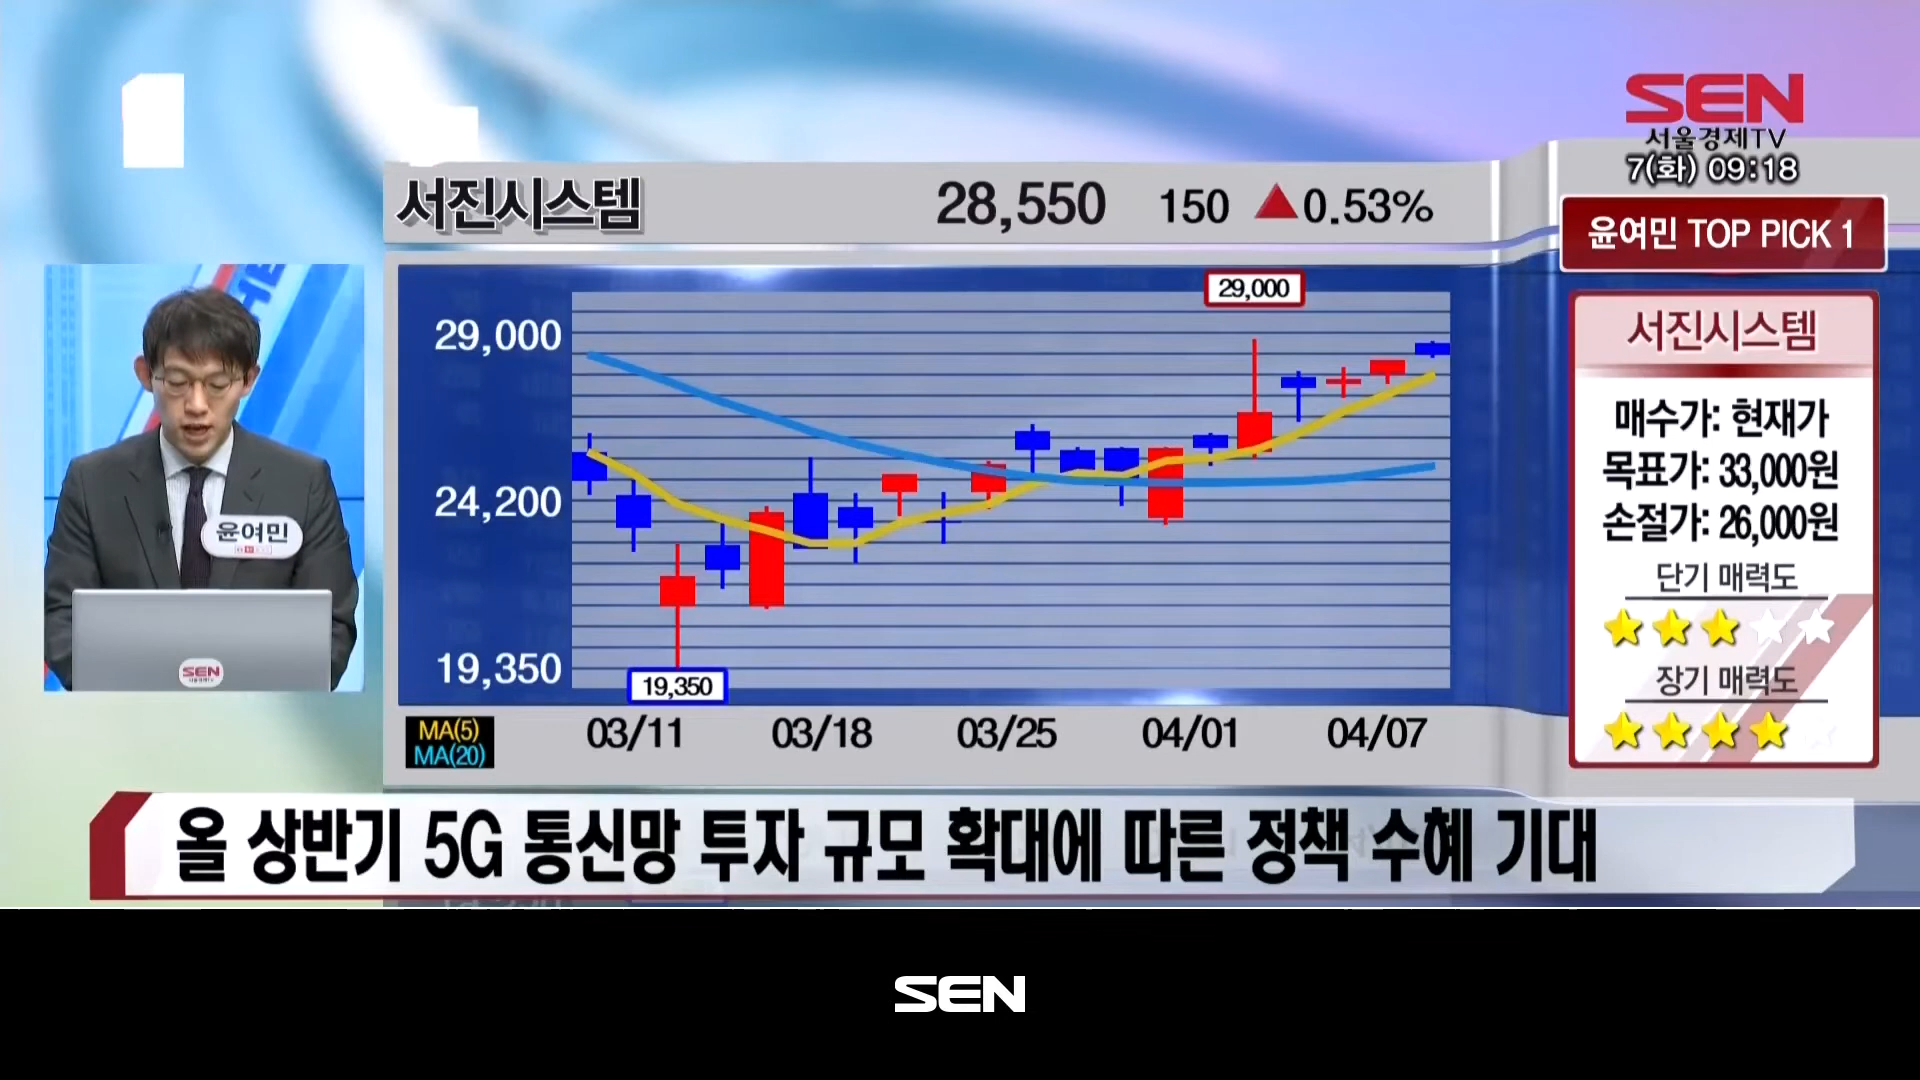 SEN
서울경제TV
7(화) 09:18
서진시스템 28,550 150 ▲0.53%
윤여민 TOP PICK 1
서진시스템
매수가: 현재가
목표가: 33,000원
손절가: 26,000원
단기 매력도
장기 매력도
29,000
29,000
24,200
19,350
19,350
MA(5)
MA(20)
03/11 03/18 03/25 04/01 04/07
윤여민
SEN
서울경제TV
올 상반기 5G 통신망 투자 규모 확대에 따른 정책 수혜 기대
SEN